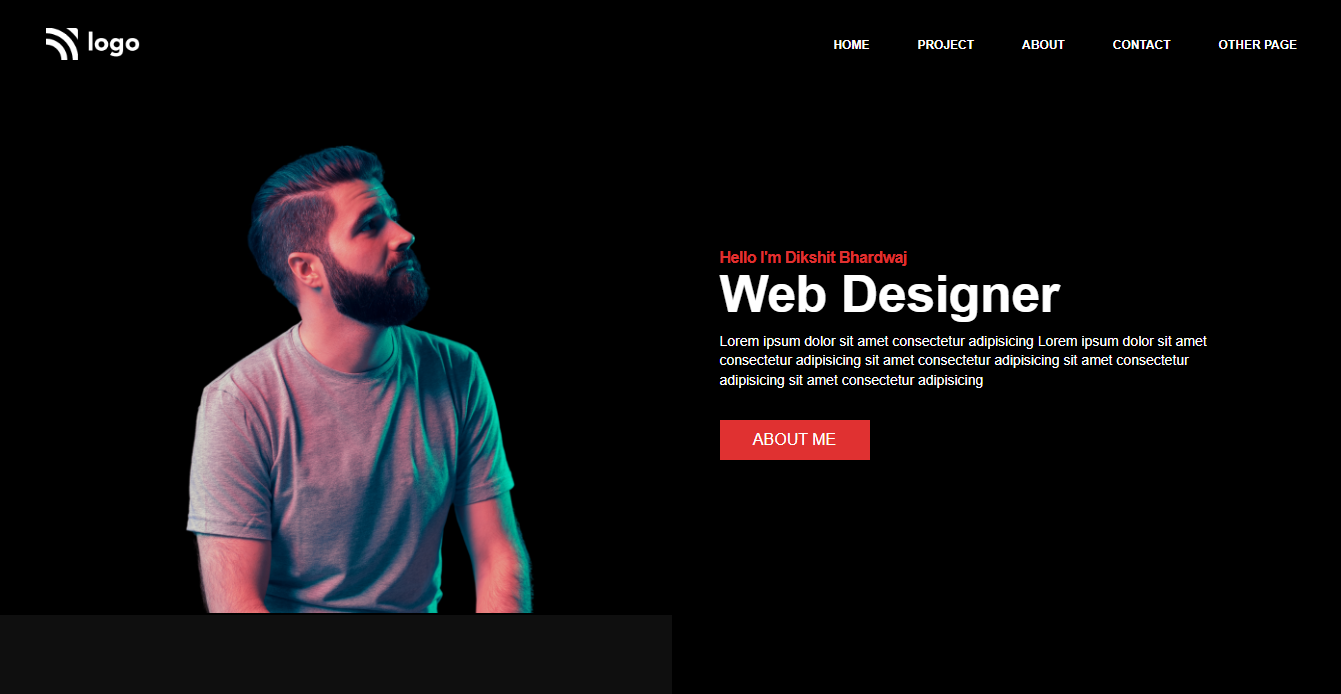 logo
HOME
PROJECT
ABOUT
CONTACT
OTHER PAGE
Hello I'm Dikshit Bhardwaj
Web Designer
Lorem ipsum dolor sit amet consectetur adipisicing Lorem ipsum dolor sit amet
consectetur adipisicing sit amet consectetur adipisicing sit amet consectetur
adipisicing sit amet consectetur adipisicing
ABOUT ME